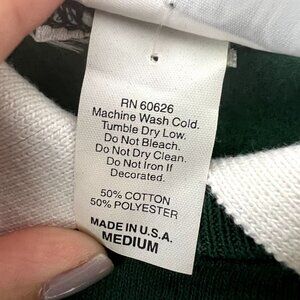 RN 60626
Machine Wash Cold.
Tumble Dry Low.
Do Not Bleach.
Do Not Dry Clean.
Do Not Iron If
Decorated.
50% COTTON
50% POLYESTER
MADE IN U.S.A.
MEDIUM